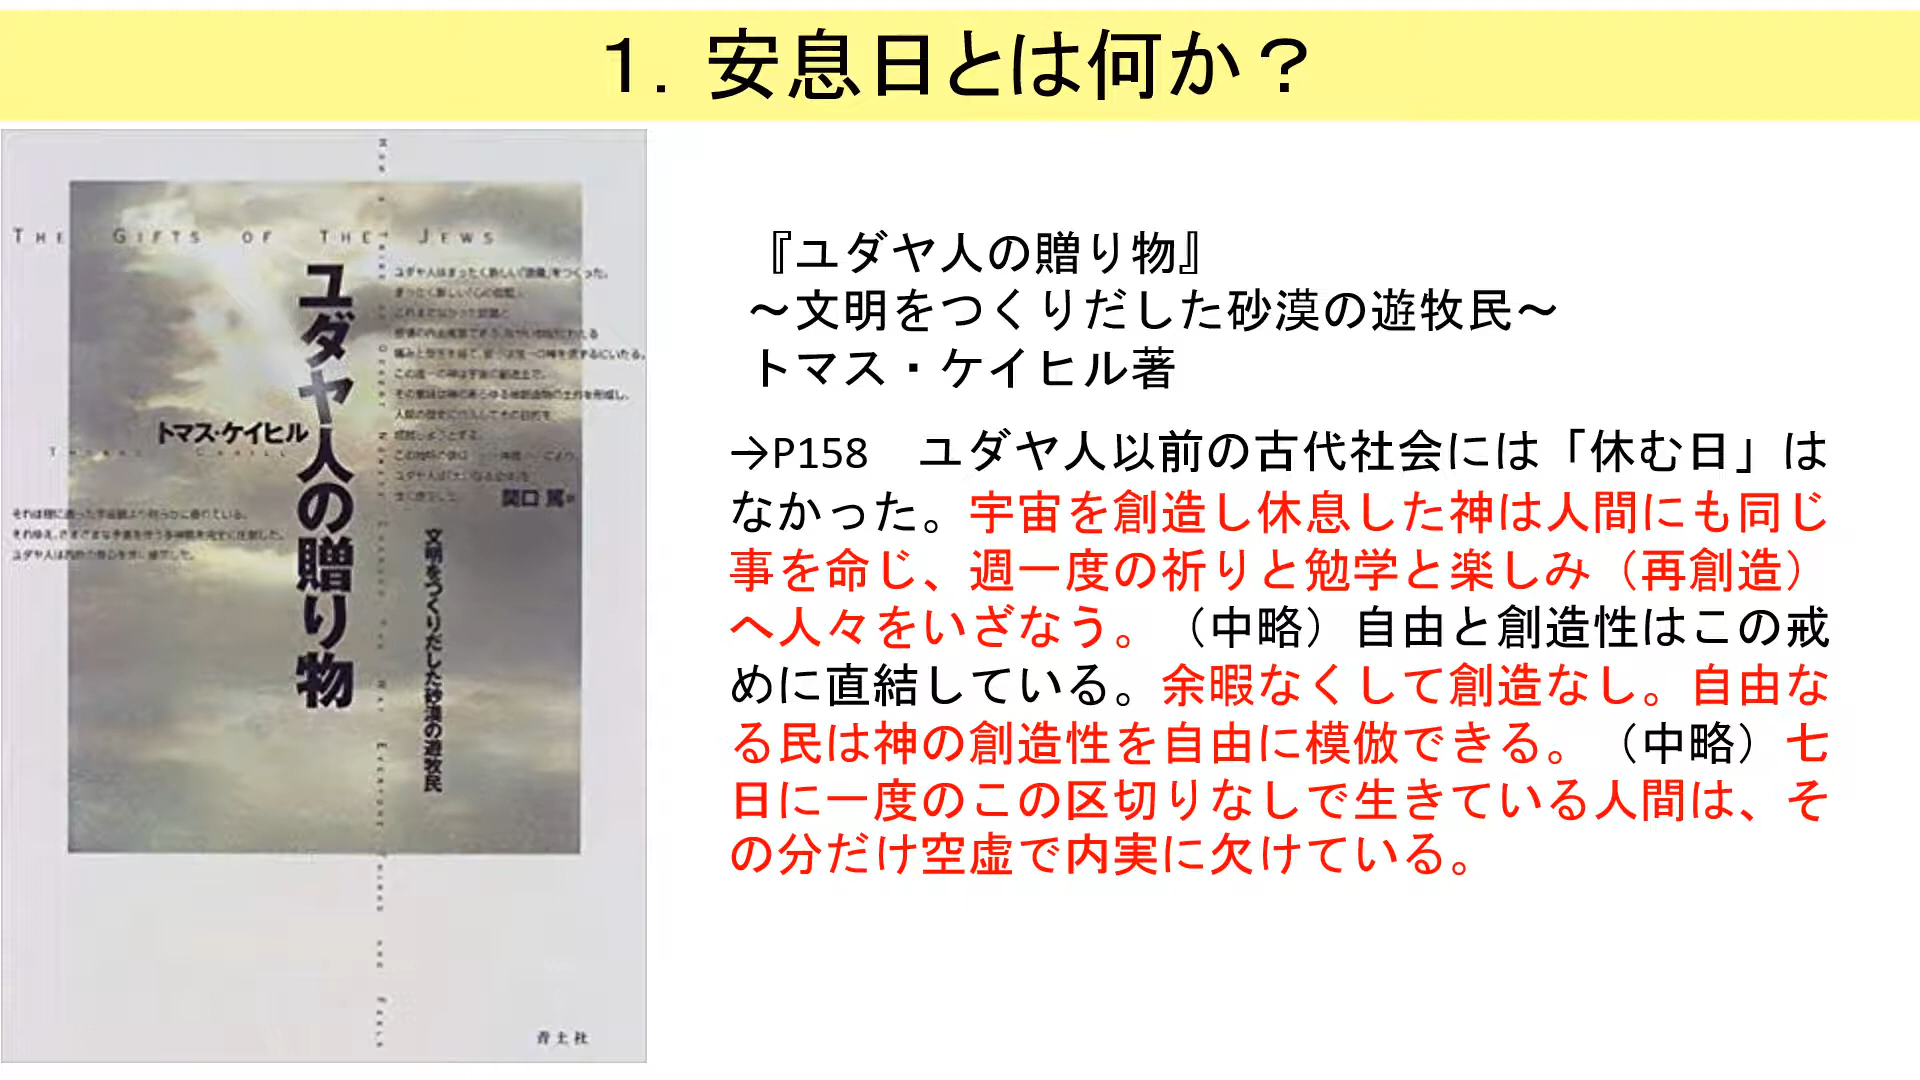 １．安息日とは何か？
THE GIFTS OF THE JEWS
ユダヤ人の贈り物
トマス・ケイヒル
関口 篤
文明をつくりだした砂漠の遊牧民
青土社
『ユダヤ人の贈り物』
～文明をつくりだした砂漠の遊牧民～
トマス・ケイヒル著
→P158　ユダヤ人以前の古代社会には「休む日」は
なかった。宇宙を創造し休息した神は人間にも同じ
事を命じ、週一度の祈りと勉学と楽しみ（再創造）
へ人々をいざなう。（中略）自由と創造性はこの戒
めに直結している。余暇なくして創造なし。自由な
る民は神の創造性を自由に模倣できる。（中略）七
日に一度のこの区切りなしで生きている人間は、そ
の分だけ空虚で内実に欠けている。